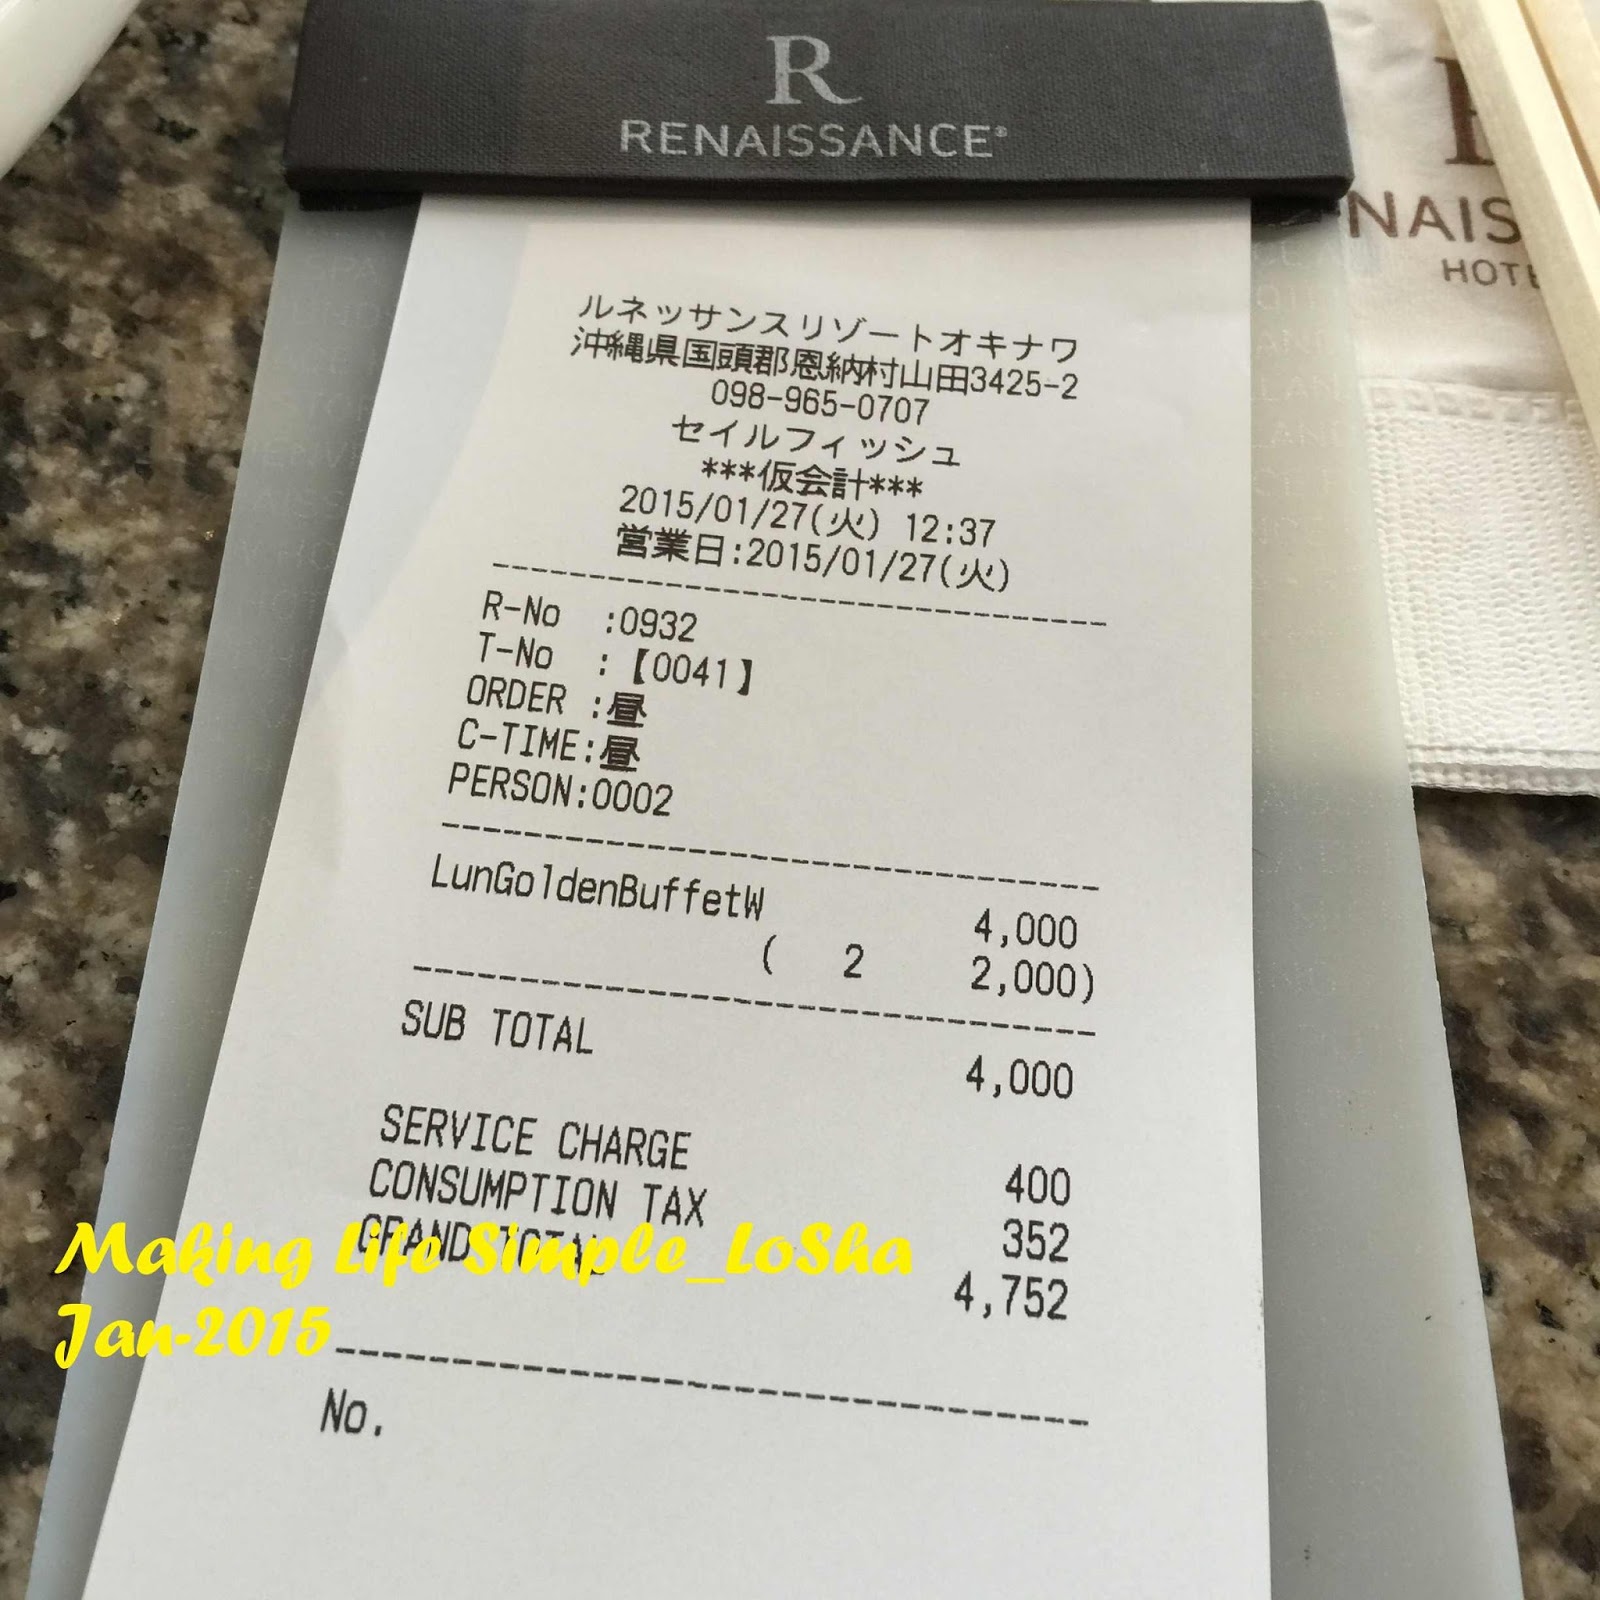 R
RENAISSANCE®
NAIS
HOTE
ルネッサンスリゾートオキナワ
沖縄県国頭郡恩納村山田3425-2
098-965-0707
セイルフィッシュ
***仮会計***
2015/01/27(火) 12:37
営業日:2015/01/27(火)
R-No :0932
T-No :【0041】
ORDER :昼
C-TIME:昼
PERSON:0002
LunGoldenBuffetW 4,000
( 2 2,000)
SUB TOTAL 4,000
SERVICE CHARGE 400
CONSUMPTION TAX 352
GRAND TOTAL 4,752
Making Life Simple_LoSha
Jan-2015
No.